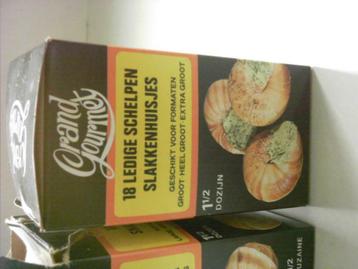 Grand
Gourmet
18 LEDIGE SCHELPEN
SLAKKENHUISJES
GESCHIKT VOOR FORMATEN
GROOT HEEL GROOT EXTRA GROOT
1 1/2
DOZIJN
1 1/2
UZAINE